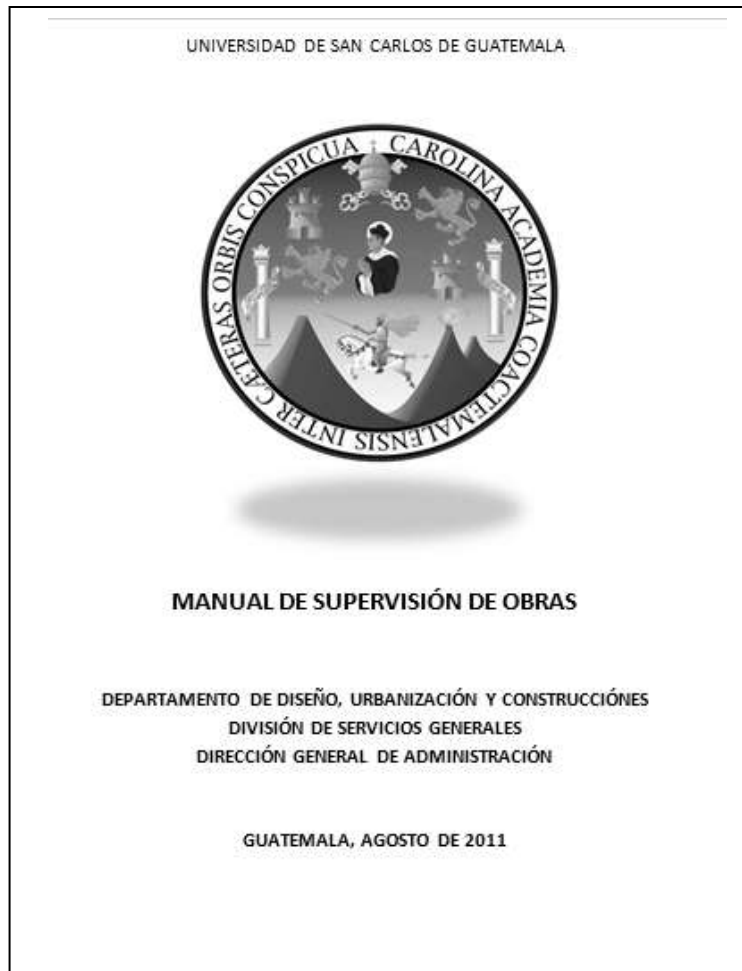 UNIVERSIDAD DE SAN CARLOS DE GUATEMALA
CAROLINA ACADEMIA COACTEMALENSIS INTER CÆTERAS ORBIS CONSPICUA
MANUAL DE SUPERVISIÓN DE OBRAS
DEPARTAMENTO DE DISEÑO, URBANIZACIÓN Y CONSTRUCCIÓNES
DIVISIÓN DE SERVICIOS GENERALES
DIRECCIÓN GENERAL DE ADMINISTRACIÓN
GUATEMALA, AGOSTO DE 2011